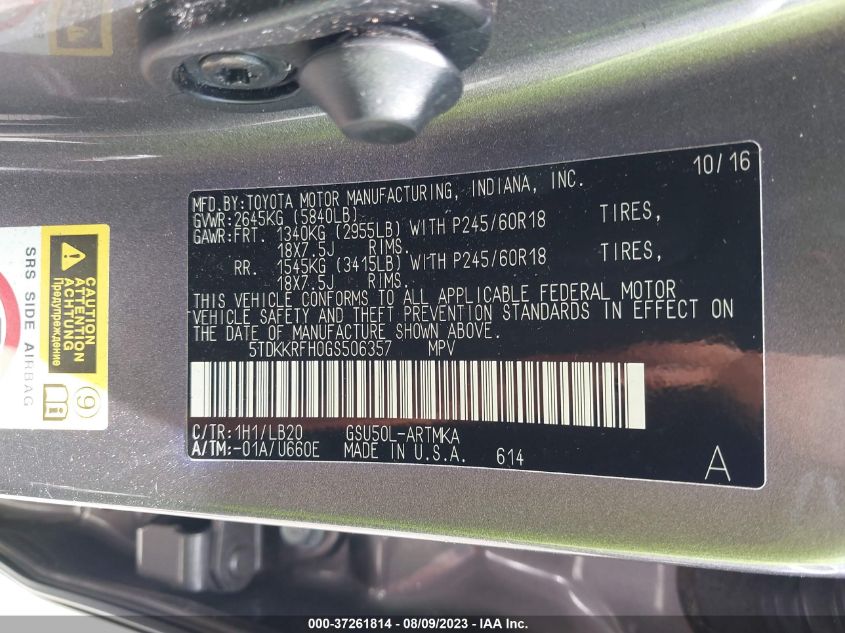 10/16
MFD.BY:TOYOTA MOTOR MANUFACTURING, INDIANA, INC.
GVWR:2645KG (5840LB)
GAWR:FRT. 1340KG (2955LB) WITH P245/60R18 TIRES,
18X7.5J RIMS,
RR. 1545KG (3415LB) WITH P245/60R18 TIRES,
18X7.5J RIMS.
THIS VEHICLE CONFORMS TO ALL APPLICABLE FEDERAL MOTOR
VEHICLE SAFETY AND THEFT PREVENTION STANDARDS IN EFFECT ON
THE DATE OF MANUFACTURE SHOWN ABOVE.
5TDKKRFH0GS506357 MPV
C/TR:1H1/LB20 GSU50L-ARTMKA
A/TM:-01A/U660E MADE IN U.S.A. 614
A
CAUTION
ATTENTION
ACHTUNG
Предупреждение
SRS SIDE AIRBAG
9
000-37261814 - 08/09/2023 - IAA Inc.